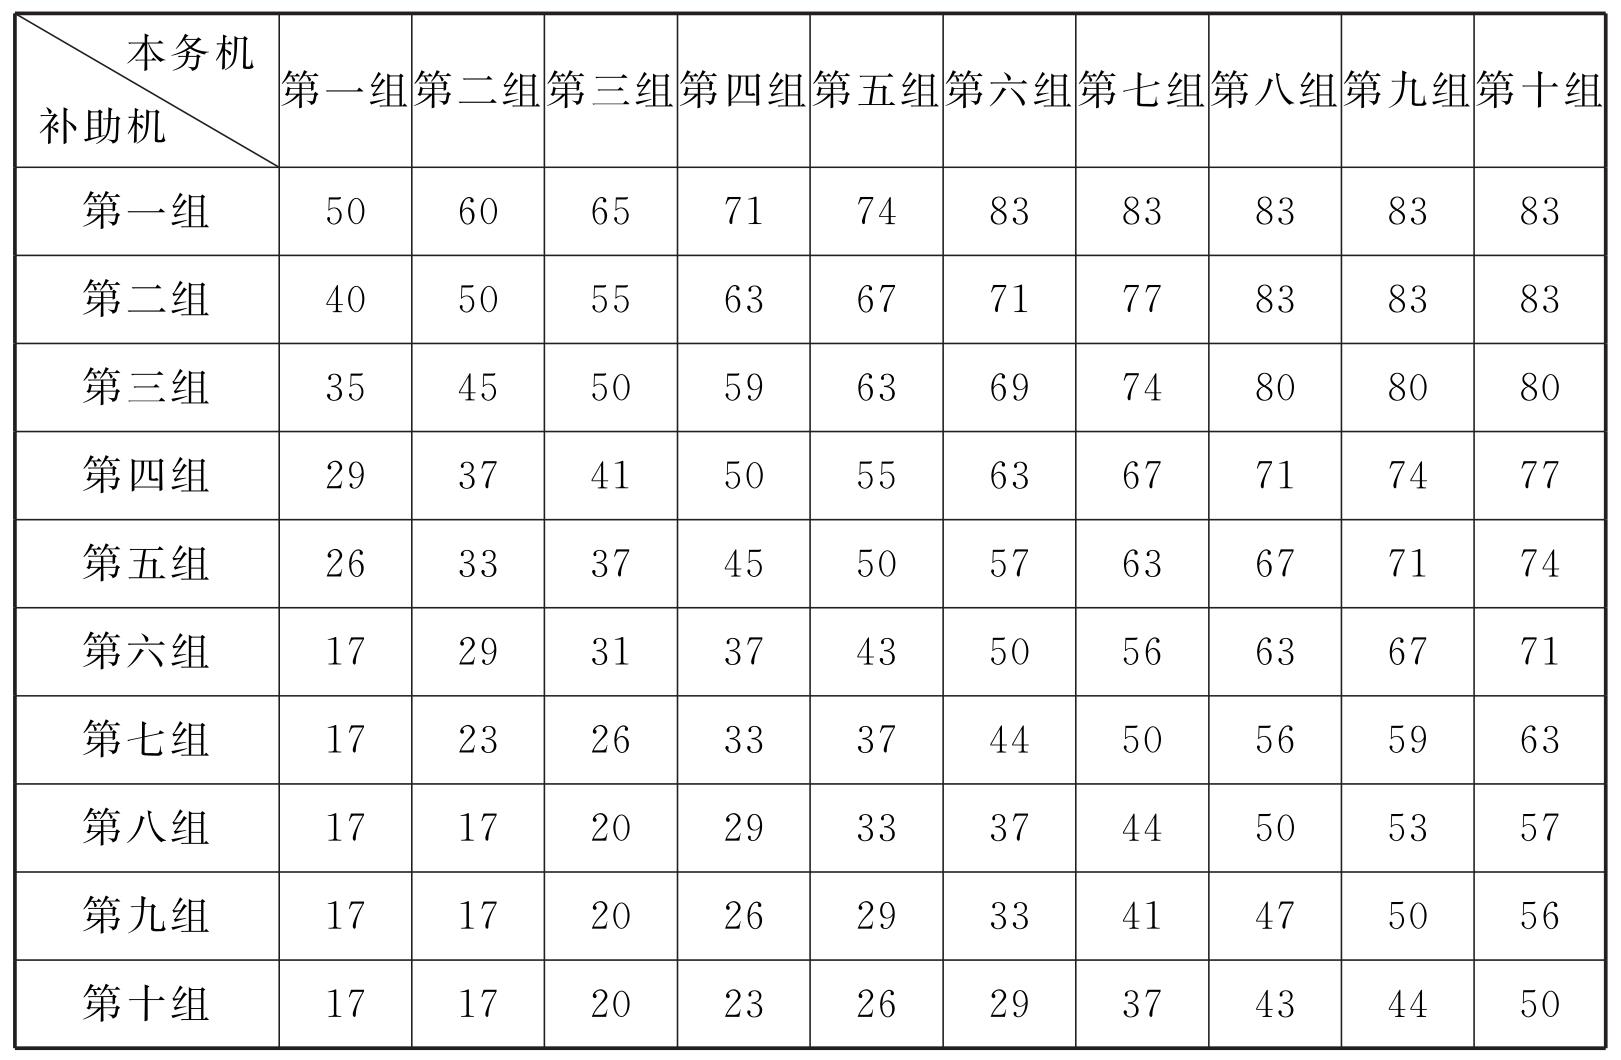 本务机
补助机
第一组 第二组 第三组 第四组 第五组 第六组 第七组 第八组 第九组 第十组
第一组 50 60 65 71 74 83 83 83 83 83
第二组 40 50 55 63 67 71 77 83 83 83
第三组 35 45 50 59 63 69 74 80 80 80
第四组 29 37 41 50 55 63 67 71 74 77
第五组 26 33 37 45 50 57 63 67 71 74
第六组 17 29 31 37 43 50 56 63 67 71
第七组 17 23 26 33 37 44 50 56 59 63
第八组 17 17 20 29 33 37 44 50 53 57
第九组 17 17 20 26 29 33 41 47 50 56
第十组 17 17 20 23 26 29 37 43 44 50